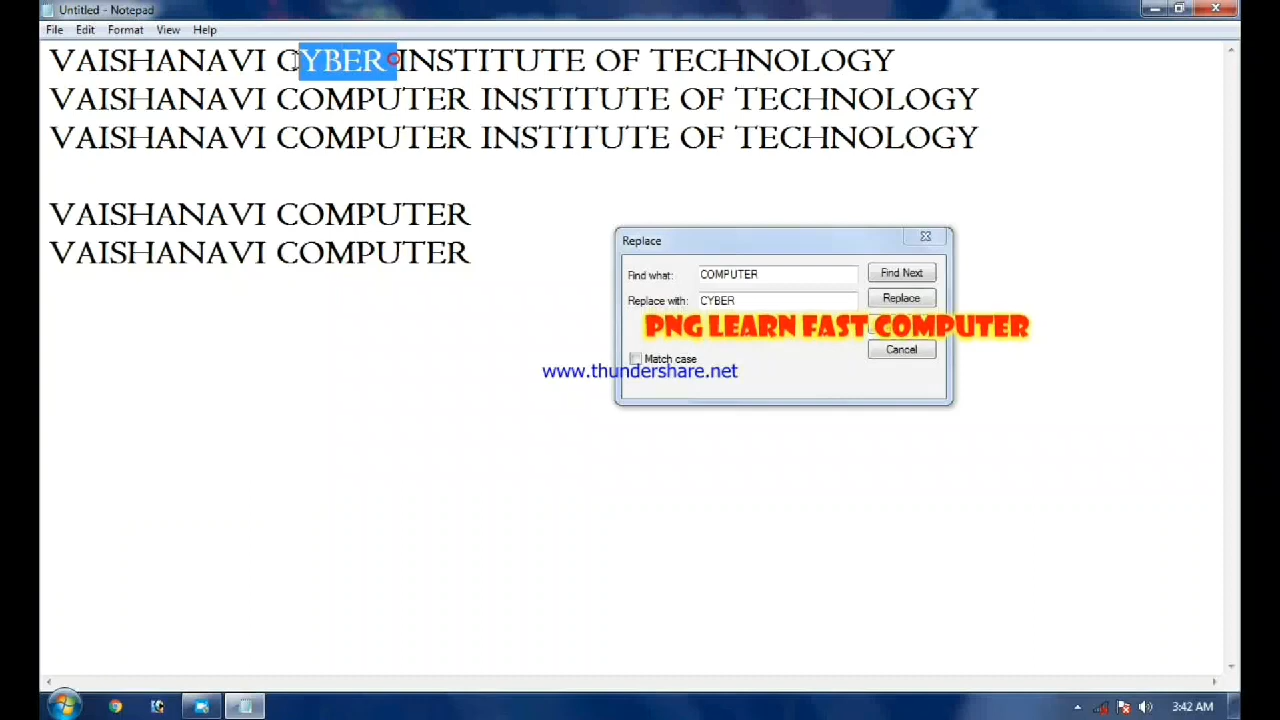 Untitled - Notepad
File Edit Format View Help
VAISHANAVI CYBER INSTITUTE OF TECHNOLOGY
VAISHANAVI COMPUTER INSTITUTE OF TECHNOLOGY
VAISHANAVI COMPUTER INSTITUTE OF TECHNOLOGY
VAISHANAVI COMPUTER
VAISHANAVI COMPUTER
Replace
Find what: COMPUTER Find Next
Replace with: CYBER Replace
PNG LEARN FAST COMPUTER
Cancel
Match case
www.thundershare.net
3:42 AM